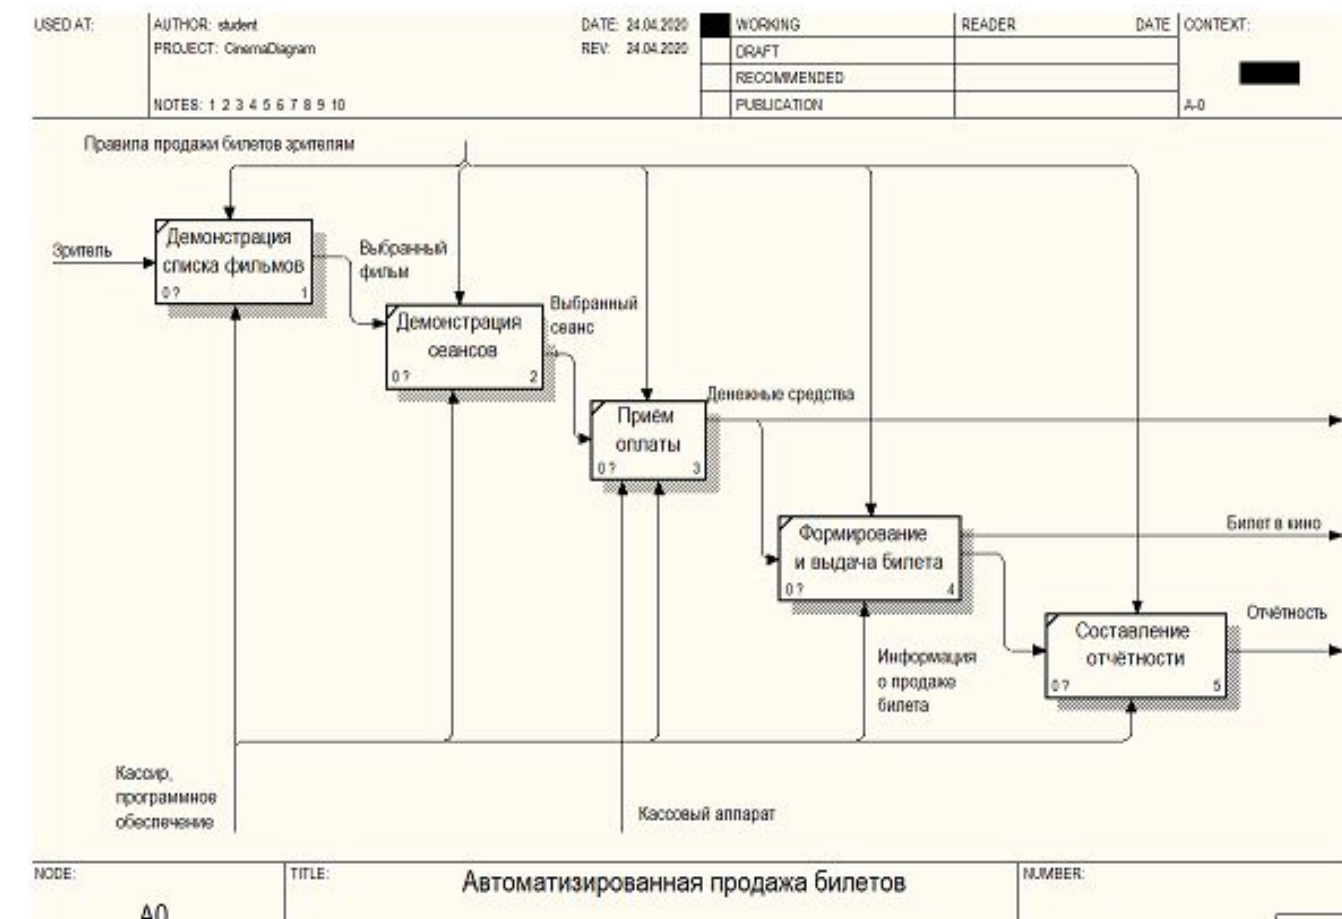 USED AT:
AUTHOR: student
DATE: 24.04.2020
WORKING
READER
DATE
CONTEXT:
PROJECT: CinemaDiagram
REV: 24.04.2020
DRAFT
RECOMMENDED
NOTES: 1 2 3 4 5 6 7 8 9 10
PUBLICATION
A-0
Правила продажи билетов зрителям
Зритель
Демонстрация
списка фильмов
0 ?
1
Выбранный
фильм
Демонстрация
сеансов
0 ?
2
Выбранный
сеанс
Приём
оплаты
0 ?
3
Денежные средства
Формирование
и выдача билета
0 ?
4
Билет в кино
Информация
о продаже
билета
Составление
отчётности
0 ?
5
Отчётность
Кассир,
программное
обеспечение
Кассовый аппарат
NODE:
A0
TITLE:
Автоматизированная продажа билетов
NUMBER: